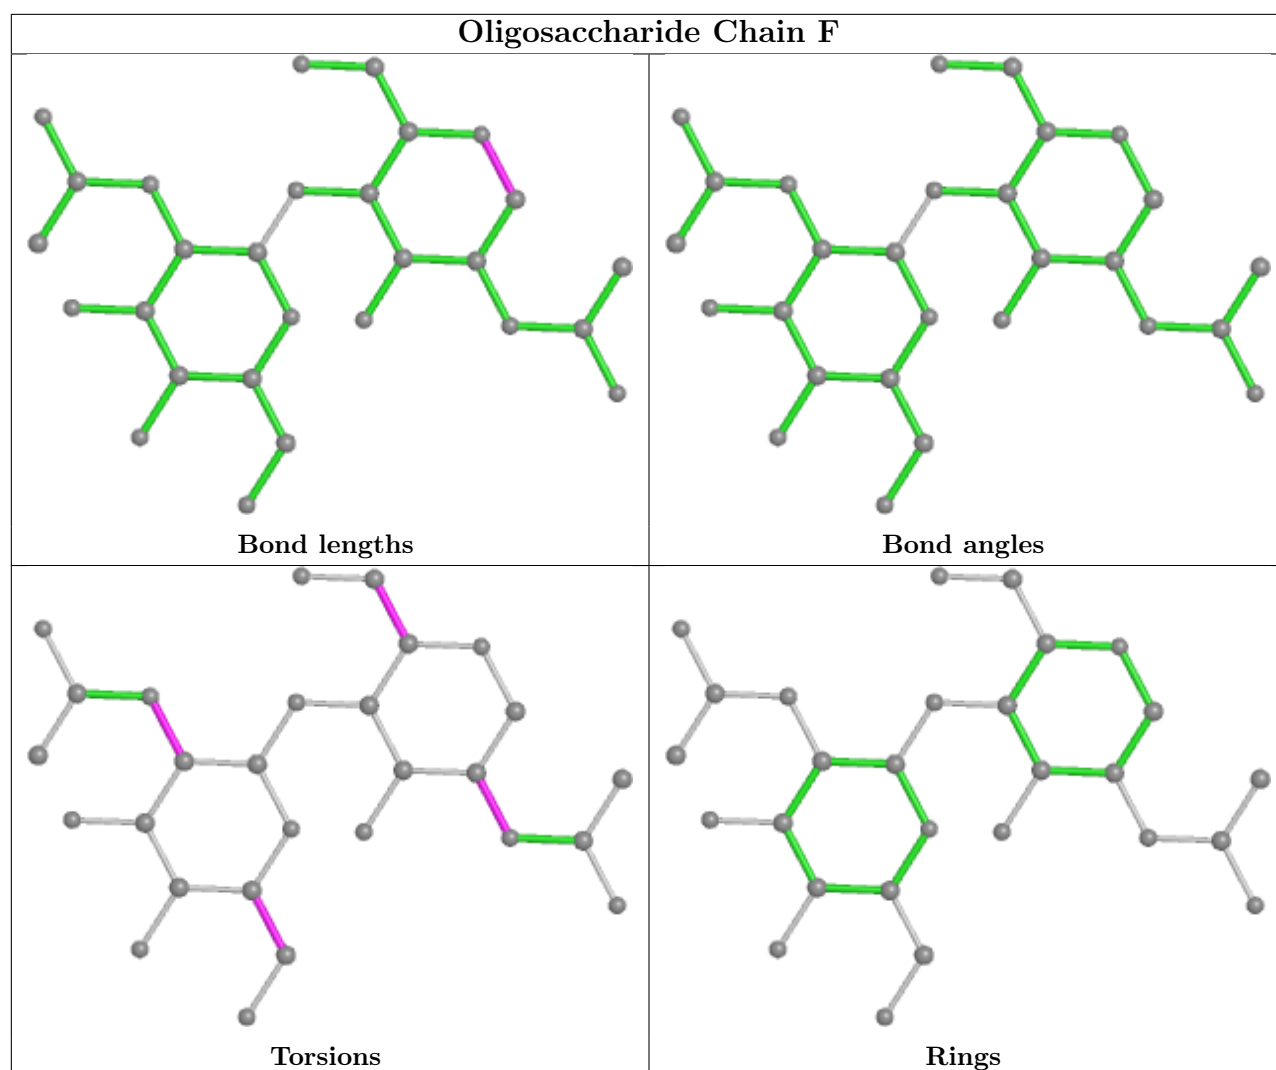 Oligosaccharide Chain F
Bond lengths
Bond angles
Torsions
Rings